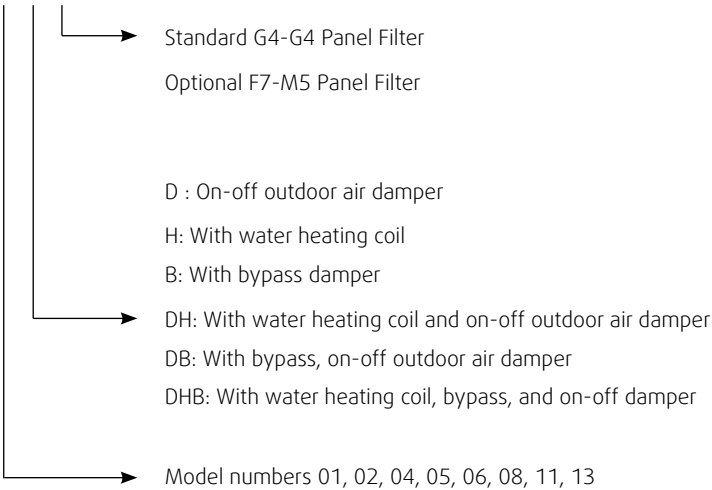 Standard G4-G4 Panel Filter
Optional F7-M5 Panel Filter
D : On-off outdoor air damper
H: With water heating coil
B: With bypass damper
DH: With water heating coil and on-off outdoor air damper
DB: With bypass, on-off outdoor air damper
DHB: With water heating coil, bypass, and on-off damper
Model numbers 01, 02, 04, 05, 06, 08, 11, 13